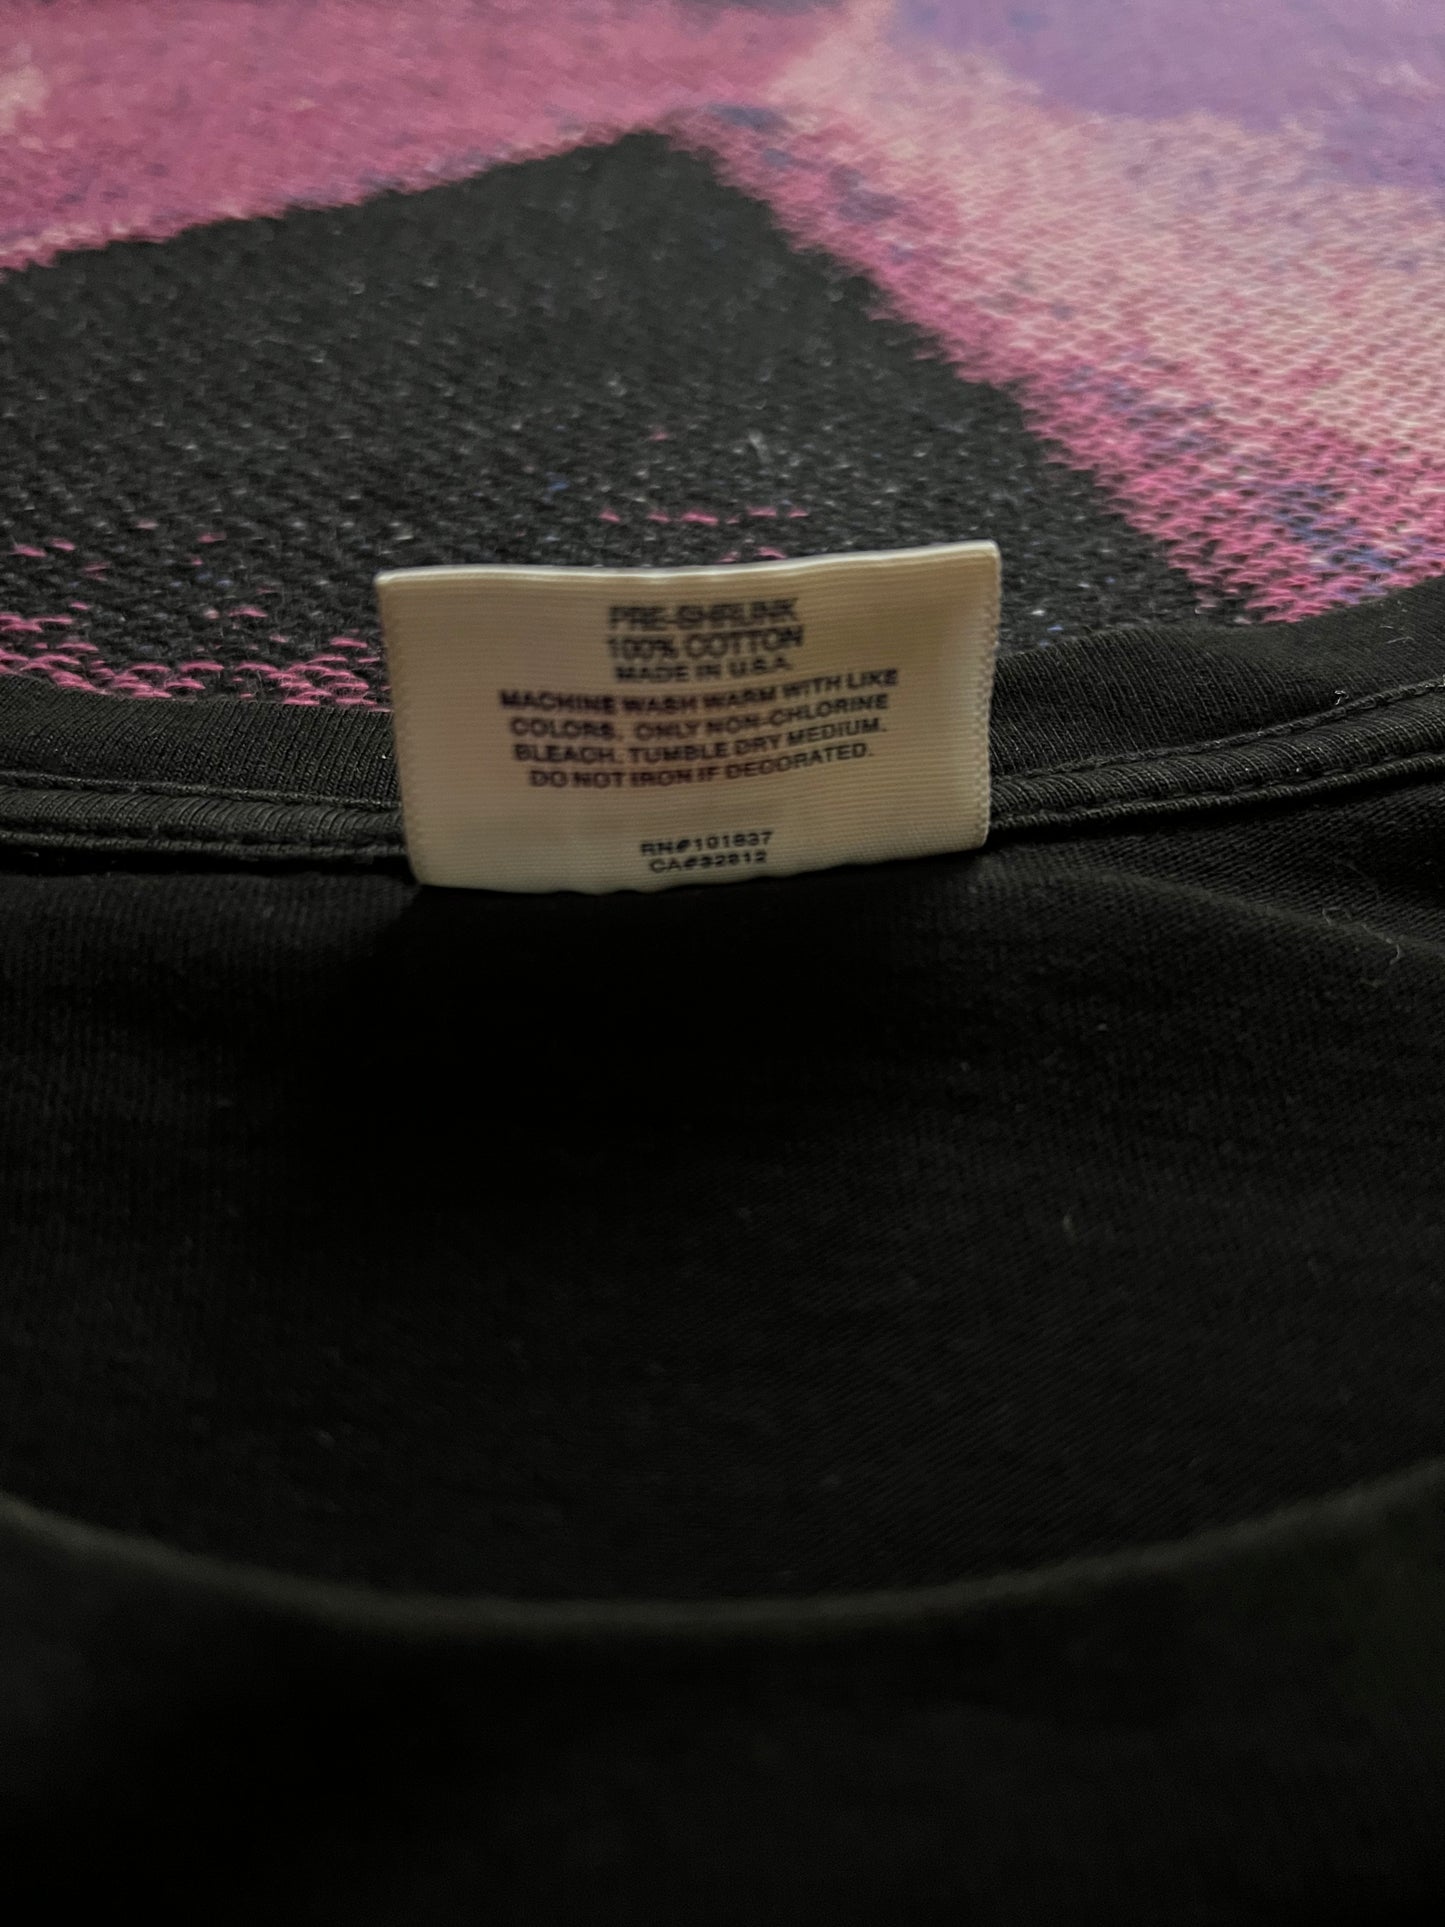 PRE-SHRUNK
100% COTTON
MADE IN U.S.A.
MACHINE WASH WARM WITH LIKE
COLORS. ONLY NON-CHLORINE
BLEACH. TUMBLE DRY MEDIUM.
DO NOT IRON IF DECORATED.
RN#101837
CA#32812